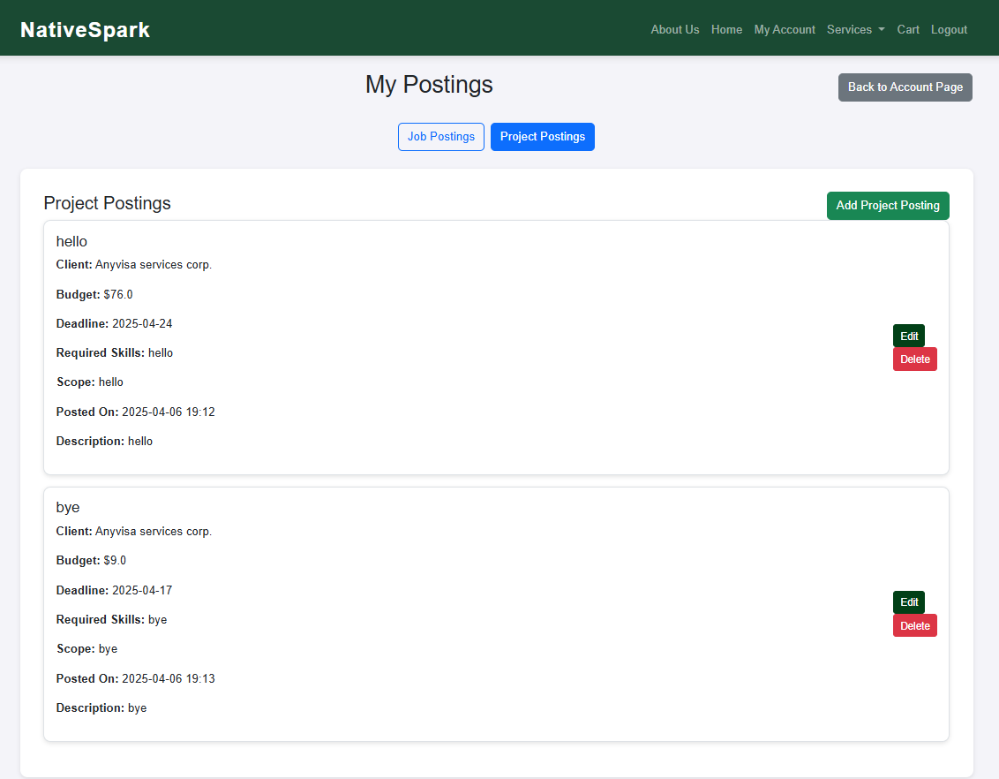 NativeSpark
About Us Home My Account Services Cart Logout
My Postings
Back to Account Page
Job Postings Project Postings
Project Postings
Add Project Posting
hello
Client: Anyvisa services corp.
Budget: $76.0
Deadline: 2025-04-24
Required Skills: hello
Scope: hello
Posted On: 2025-04-06 19:12
Description: hello
Edit
Delete
bye
Client: Anyvisa services corp.
Budget: $9.0
Deadline: 2025-04-17
Required Skills: bye
Scope: bye
Posted On: 2025-04-06 19:13
Description: bye
Edit
Delete